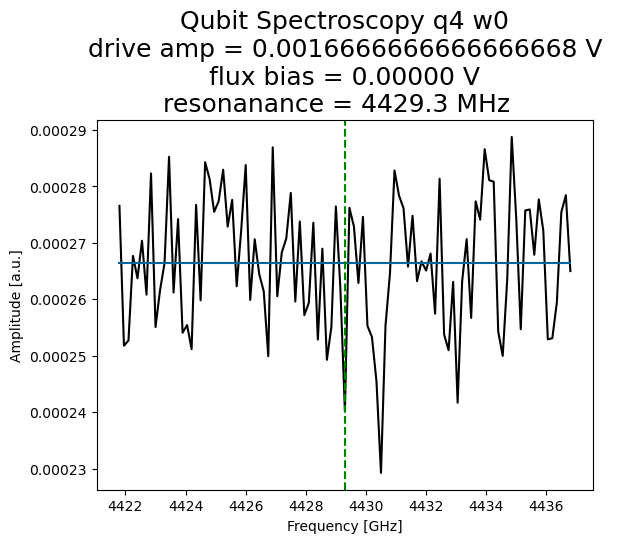 Qubit Spectroscopy q4 w0
drive amp = 0.0016666666666666668 V
flux bias = 0.00000 V
resonanance = 4429.3 MHz
0.00029
0.00028
0.00027
0.00026
0.00025
0.00024
0.00023
Amplitude [a.u.]
4422 4424 4426 4428 4430 4432 4434 4436
Frequency [GHz]